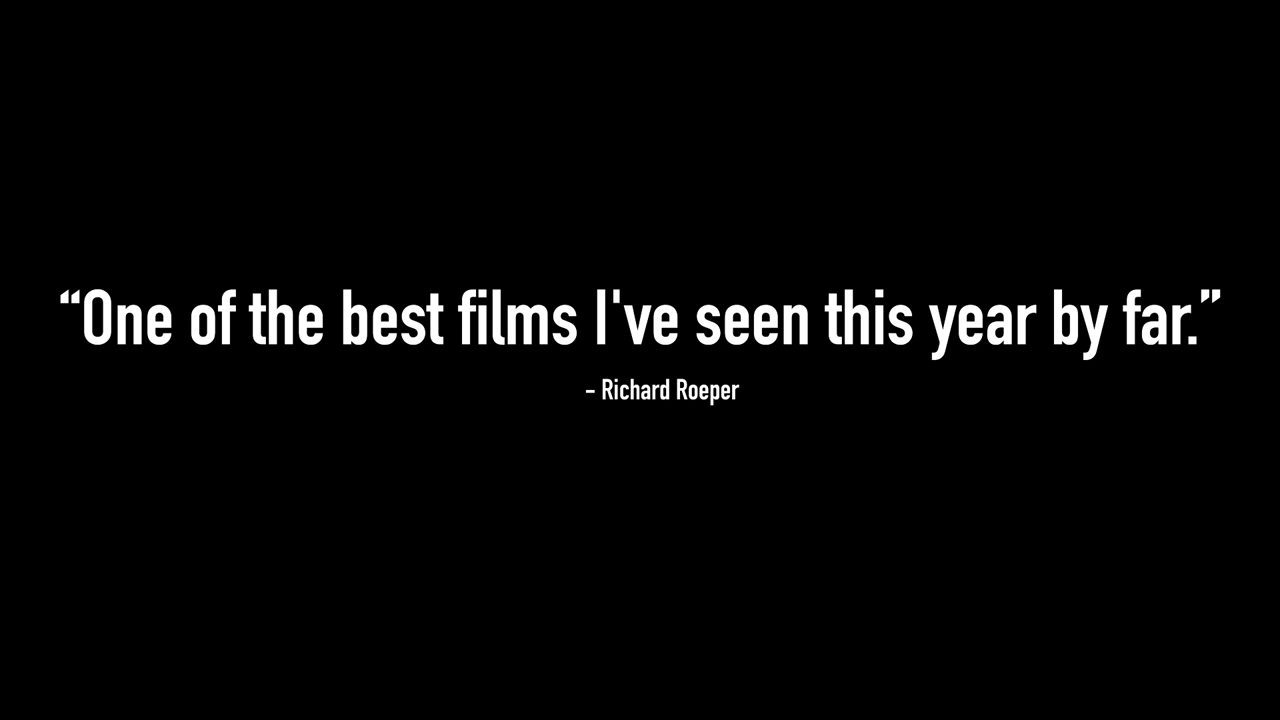 “One of the best films I've seen this year by far.”
– Richard Roeper